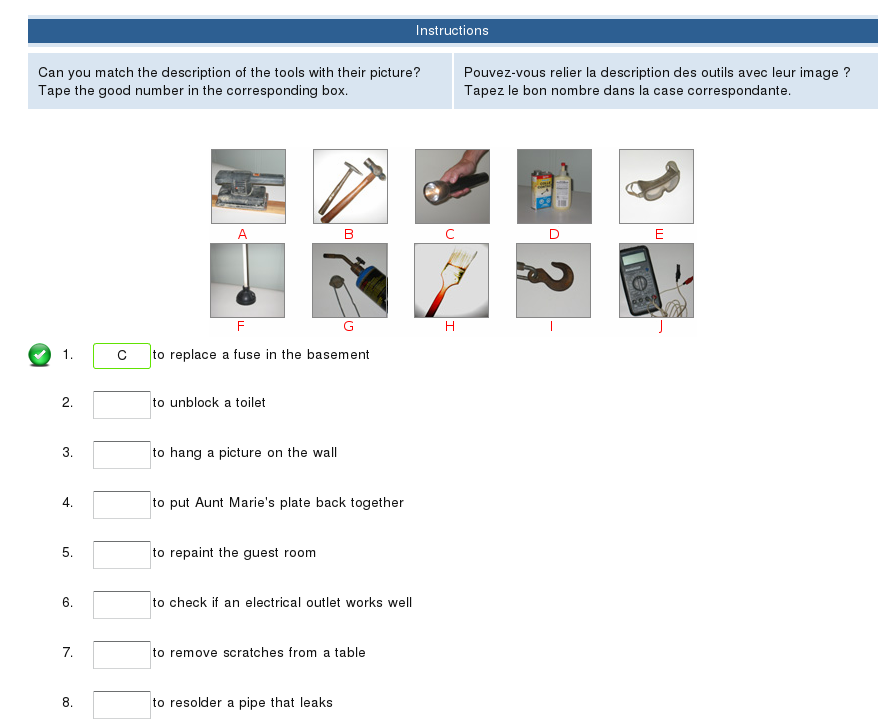 Instructions
Can you match the description of the tools with their picture?
Tape the good number in the corresponding box.
Pouvez-vous relier la description des outils avec leur image ?
Tapez le bon nombre dans la case correspondante.
A B C D E
F G H I J
1. C to replace a fuse in the basement
2. to unblock a toilet
3. to hang a picture on the wall
4. to put Aunt Marie's plate back together
5. to repaint the guest room
6. to check if an electrical outlet works well
7. to remove scratches from a table
8. to resolder a pipe that leaks